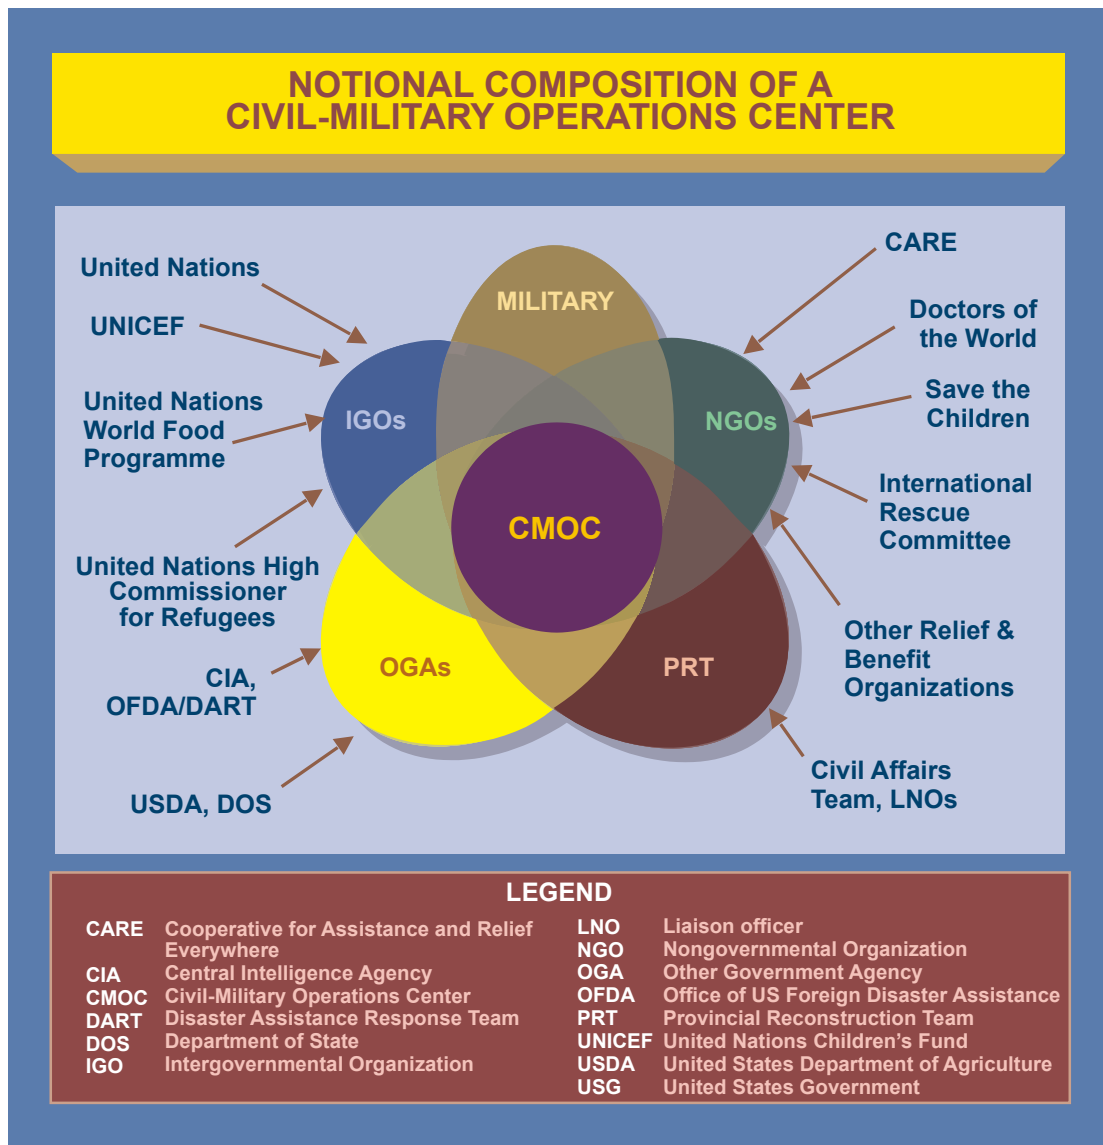 NOTIONAL COMPOSITION OF A
CIVIL-MILITARY OPERATIONS CENTER
United Nations
UNICEF
United Nations
World Food
Programme
United Nations High
Commissioner
for Refugees
CIA,
OFDA/DART
USDA, DOS
MILITARY
IGOs
NGOs
CMOC
OGAs
PRT
CARE
Doctors of
the World
Save the
Children
International
Rescue
Committee
Other Relief &
Benefit
Organizations
Civil Affairs
Team, LNOs
LEGEND
CARE Cooperative for Assistance and Relief
Everywhere
CIA Central Intelligence Agency
CMOC Civil-Military Operations Center
DART Disaster Assistance Response Team
DOS Department of State
IGO Intergovernmental Organization
LNO Liaison officer
NGO Nongovernmental Organization
OGA Other Government Agency
OFDA Office of US Foreign Disaster Assistance
PRT Provincial Reconstruction Team
UNICEF United Nations Children's Fund
USDA United States Department of Agriculture
USG United States Government